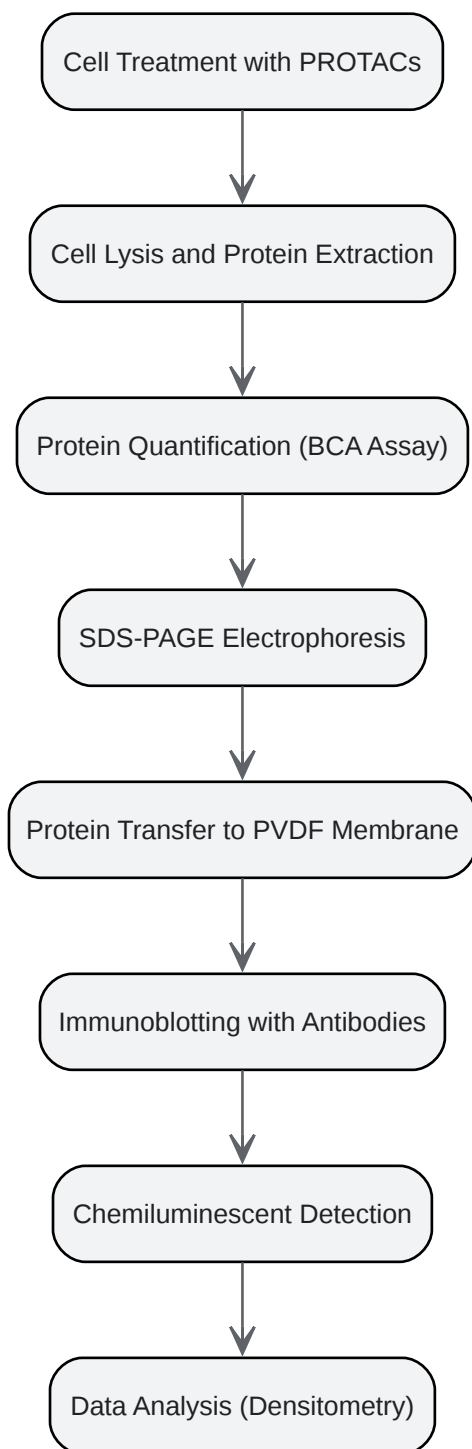 Cell Treatment with PROTACs
Cell Lysis and Protein Extraction
Protein Quantification (BCA Assay)
SDS-PAGE Electrophoresis
Protein Transfer to PVDF Membrane
Immunoblotting with Antibodies
Chemiluminescent Detection
Data Analysis (Densitometry)